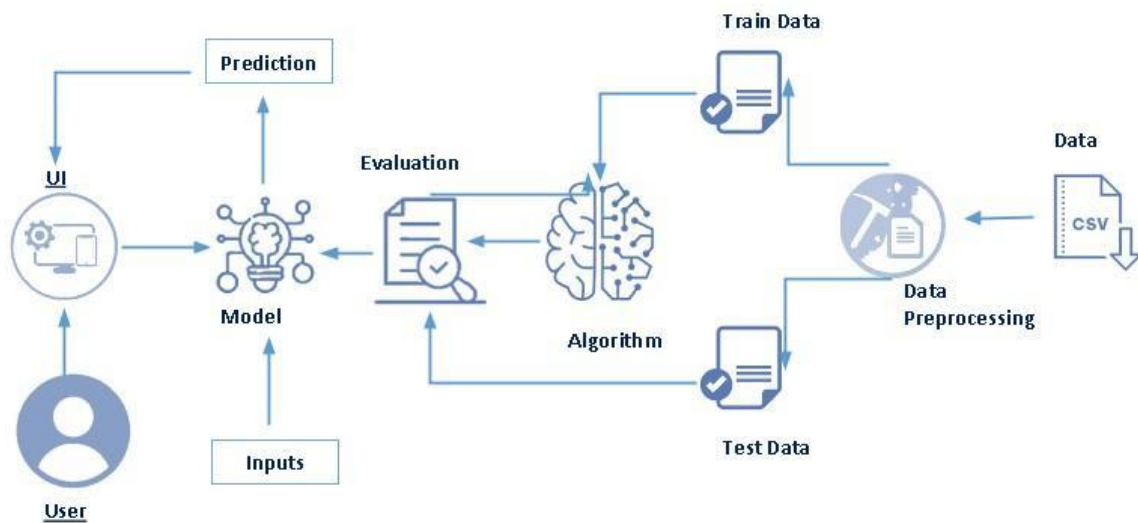 Train Data
Prediction
Data
Evaluation
UI
CSV
Model
Data
Preprocessing
Algorithm
Test Data
Inputs
User